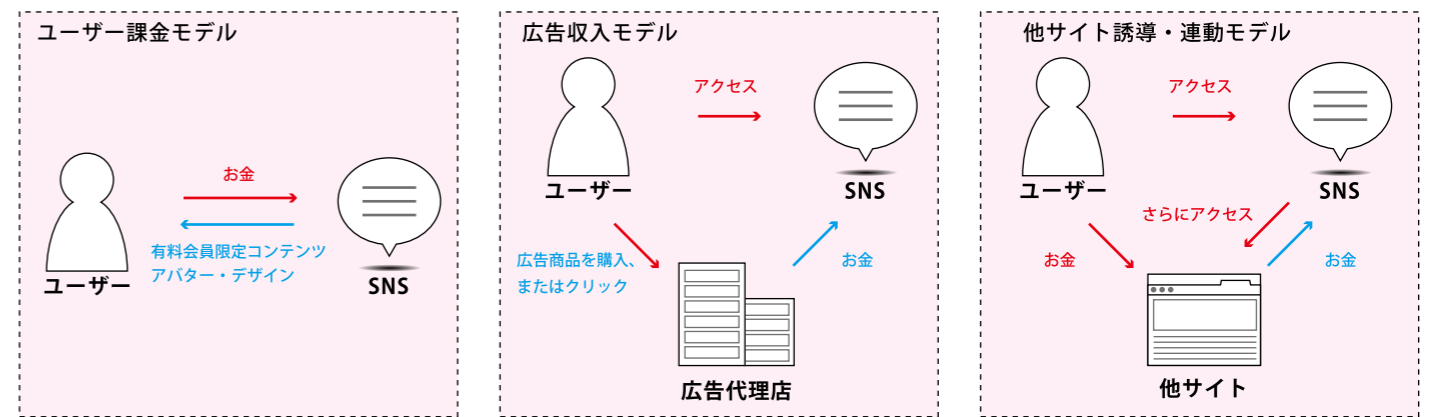 ユーザー課金モデル
お金
有料会員限定コンテンツ
アバター・デザイン
ユーザー
SNS
広告収入モデル
アクセス
ユーザー
SNS
広告商品を購入、
またはクリック
お金
広告代理店
他サイト誘導・連動モデル
アクセス
ユーザー
SNS
さらにアクセス
お金
お金
他サイト